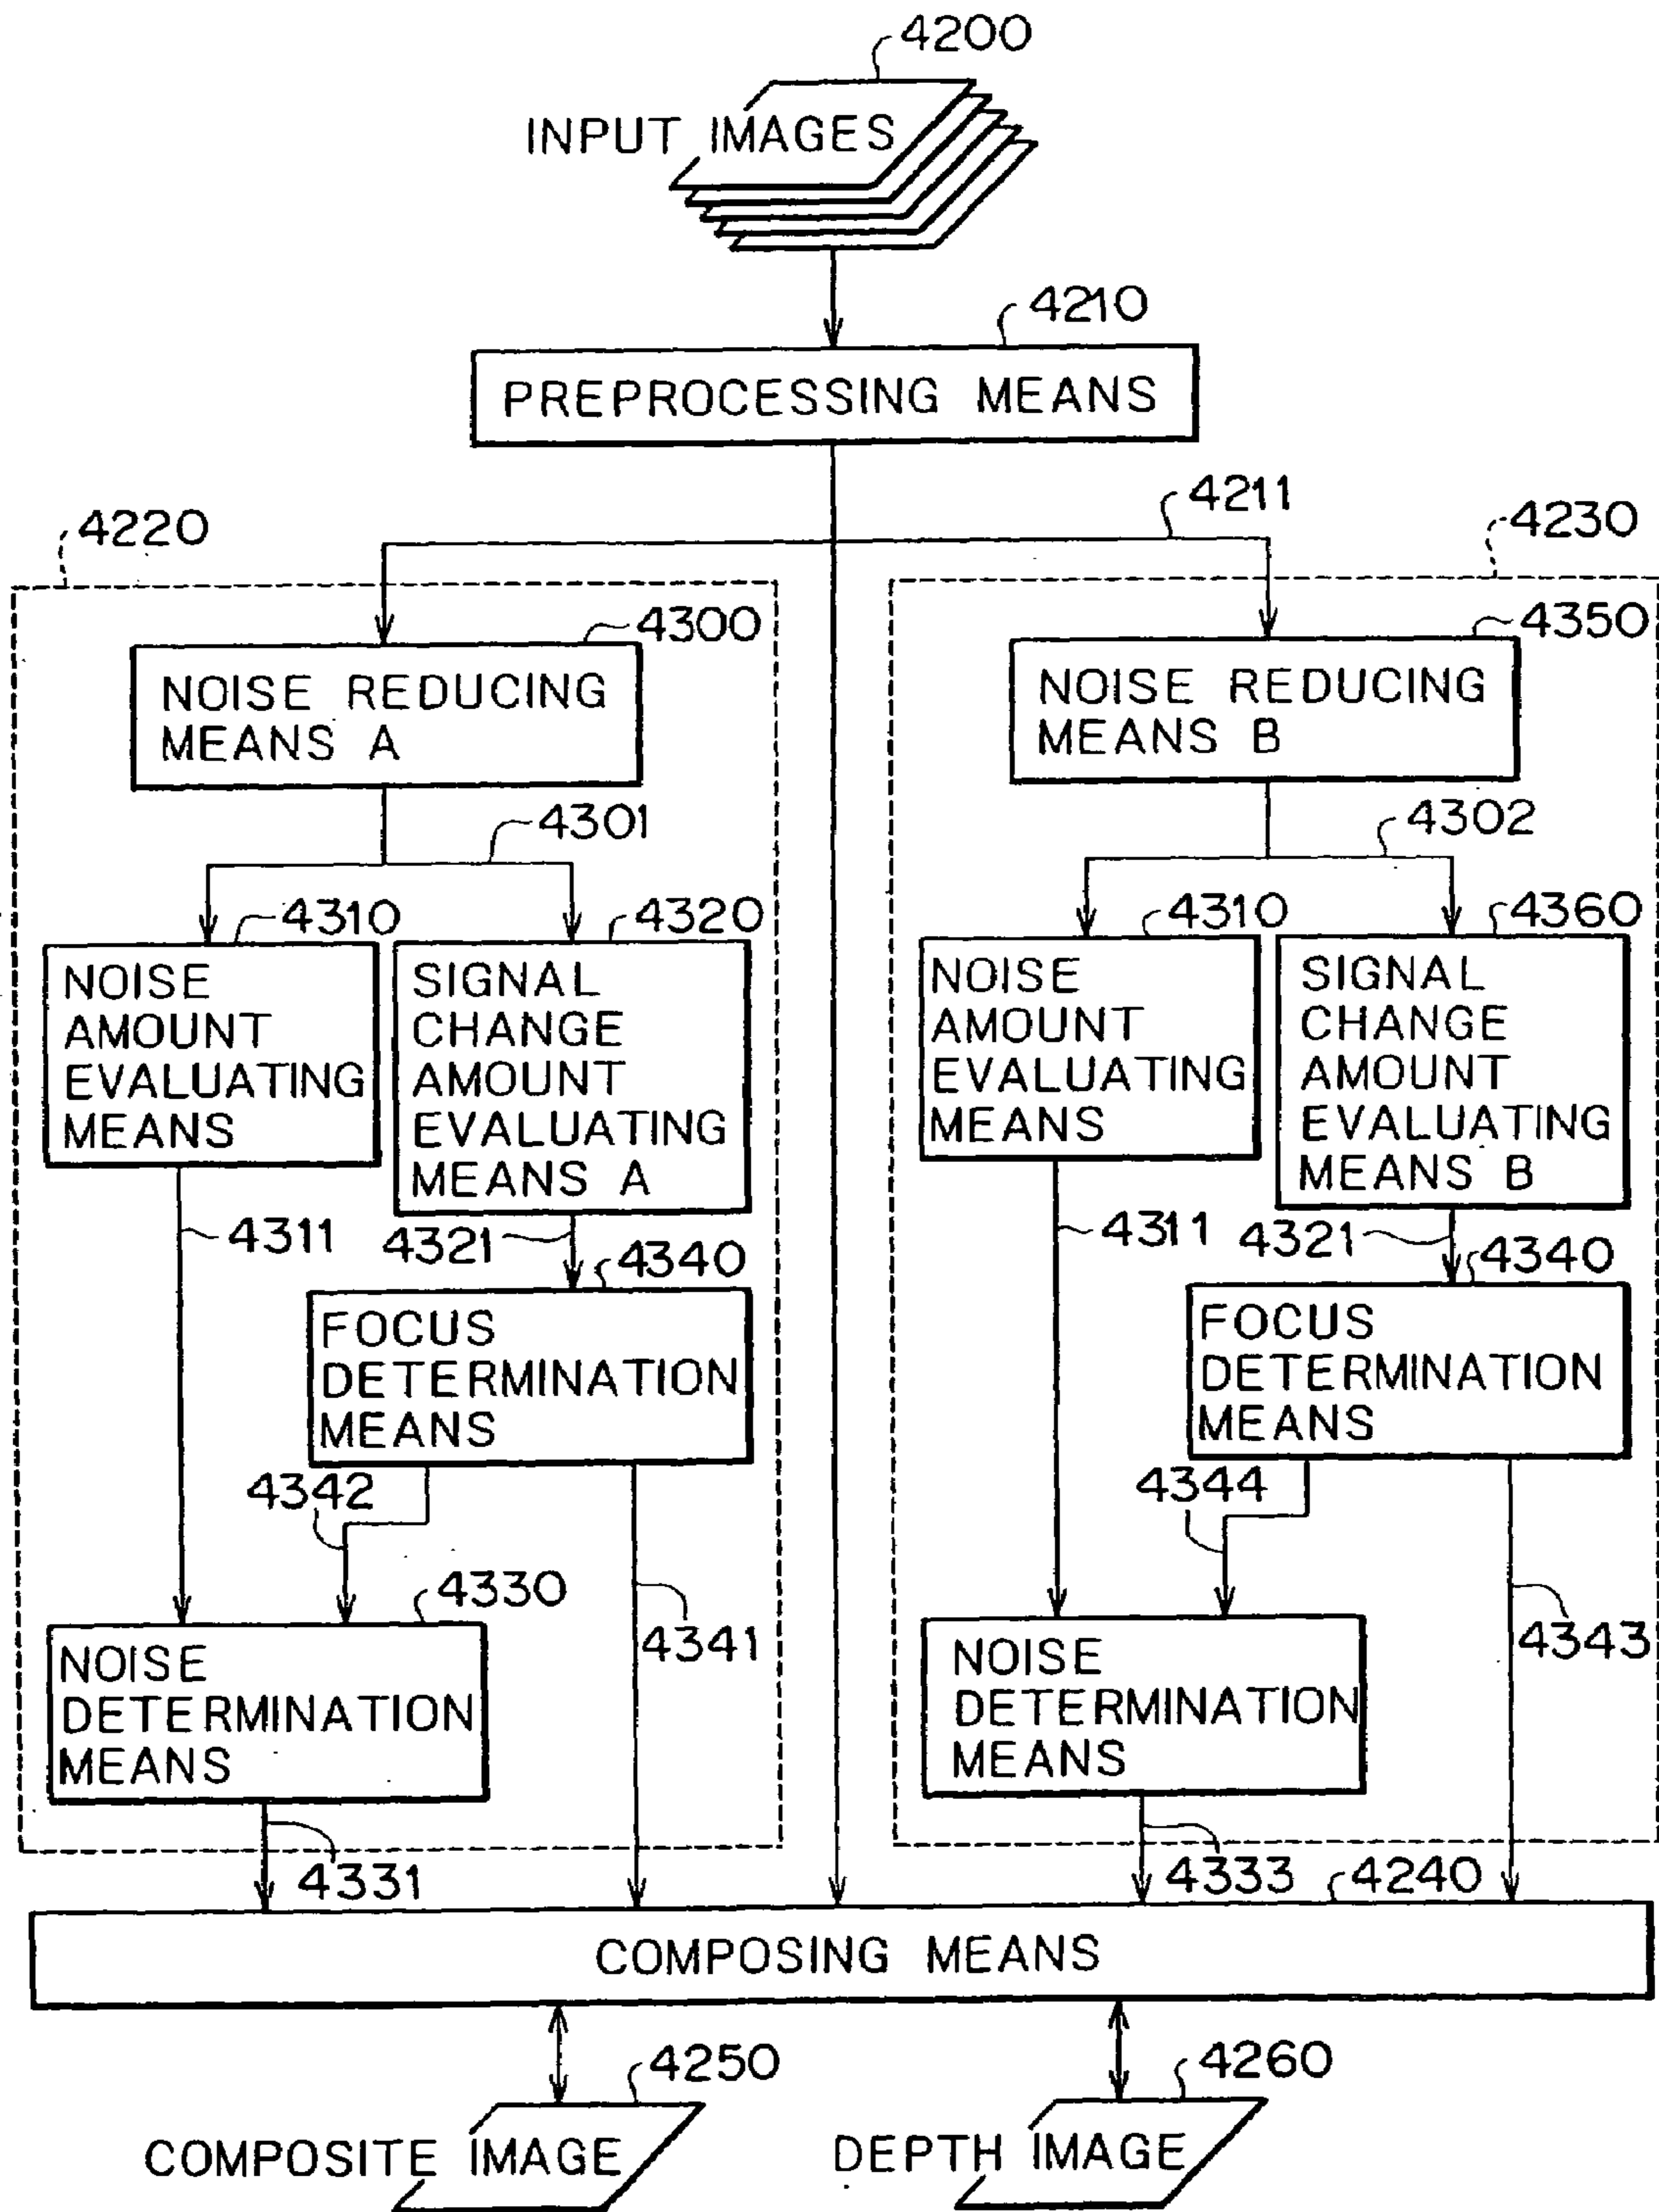 4200
INPUT IMAGES
4210
PREPROCESSING MEANS
4211
4220
4230
4300
NOISE REDUCING
MEANS A
4350
NOISE REDUCING
MEANS B
4301
4302
4310
NOISE
AMOUNT
EVALUATING
MEANS
4320
SIGNAL
CHANGE
AMOUNT
EVALUATING
MEANS A
4310
NOISE
AMOUNT
EVALUATING
MEANS
4360
SIGNAL
CHANGE
AMOUNT
EVALUATING
MEANS B
4311
4321
4340
FOCUS
DETERMINATION
MEANS
4311
4321
4340
FOCUS
DETERMINATION
MEANS
4342
4344
4330
NOISE
DETERMINATION
MEANS
4341
NOISE
DETERMINATION
MEANS
4343
4331
4333
4240
COMPOSING MEANS
4250
COMPOSITE IMAGE
4260
DEPTH IMAGE